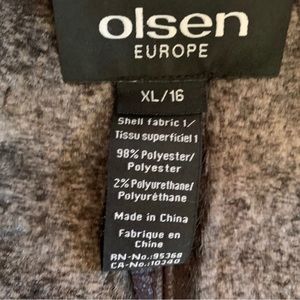 olsen
EUROPE
XL/16
Shell fabric 1/
Tissu superficiel 1
98% Polyester/
Polyester
2% Polyurethane/
Polyuréthane
Made in China
Fabrique en
Chine
RN-No.:95368
CA-No.:10340